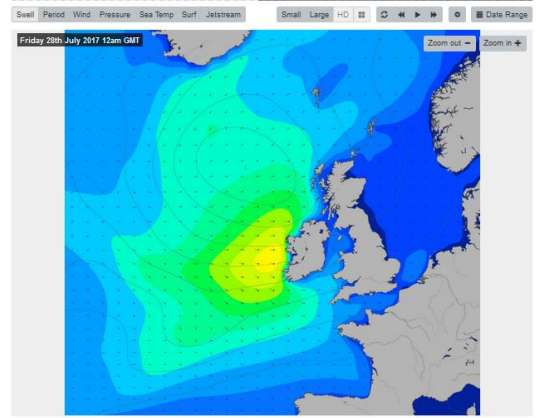 Swell Period Wind Pressure Sea Temp Surf Jetstream Small Large HD Date Range
Friday 28th July 2017 12am GMT Zoom out Zoom in